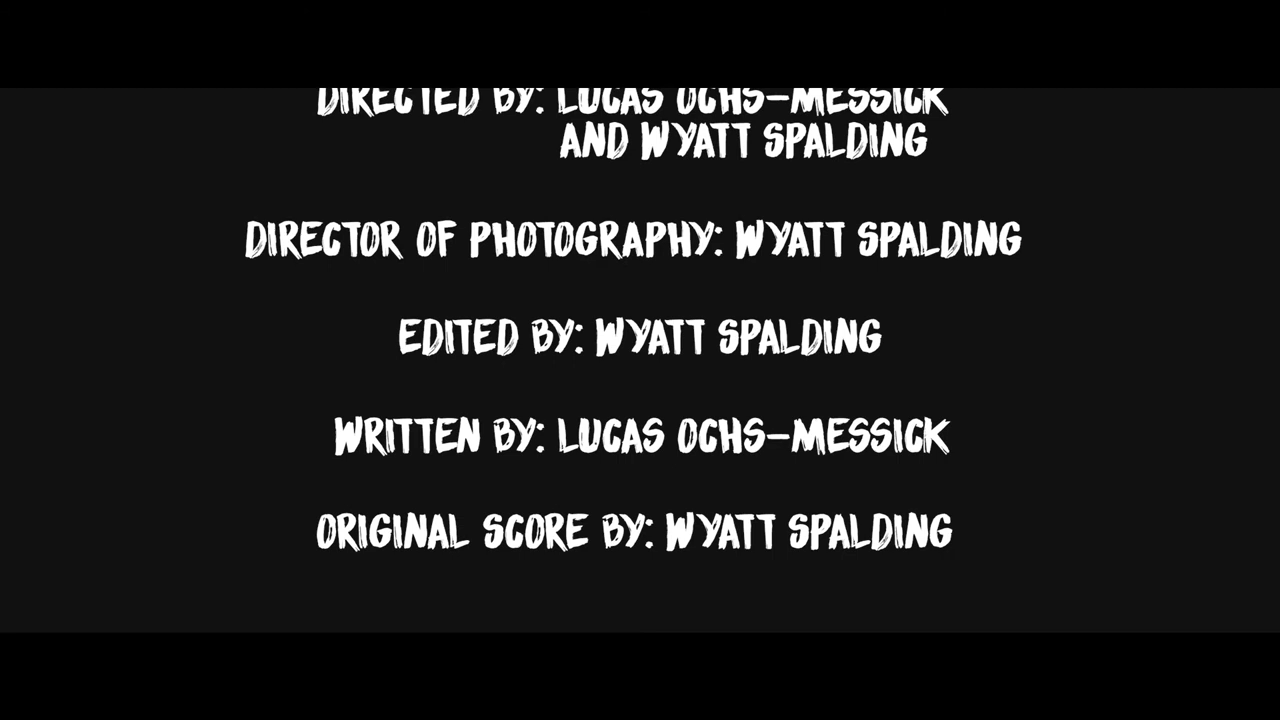 DIRECTED BY: LUCAS OCHS-MESSICK
AND WYATT SPALDING
DIRECTOR OF PHOTOGRAPHY: WYATT SPALDING
EDITED BY: WYATT SPALDING
WRITTEN BY: LUCAS OCHS-MESSICK
ORIGINAL SCORE BY: WYATT SPALDING